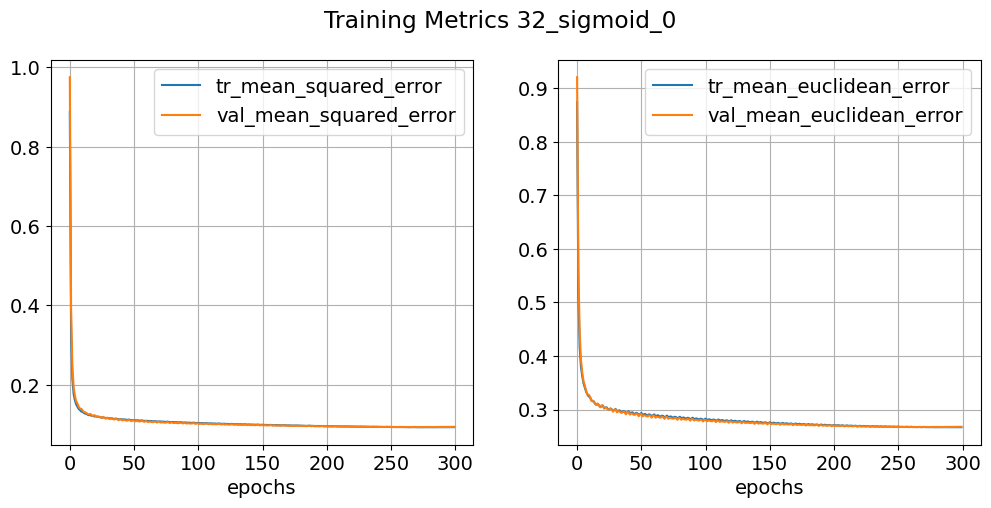 Training Metrics 32_sigmoid_0
tr_mean_squared_error
val_mean_squared_error
1.0
0.8
0.6
0.4
0.2
0 50 100 150 200 250 300
epochs
tr_mean_euclidean_error
val_mean_euclidean_error
0.9
0.8
0.7
0.6
0.5
0.4
0.3
0 50 100 150 200 250 300
epochs